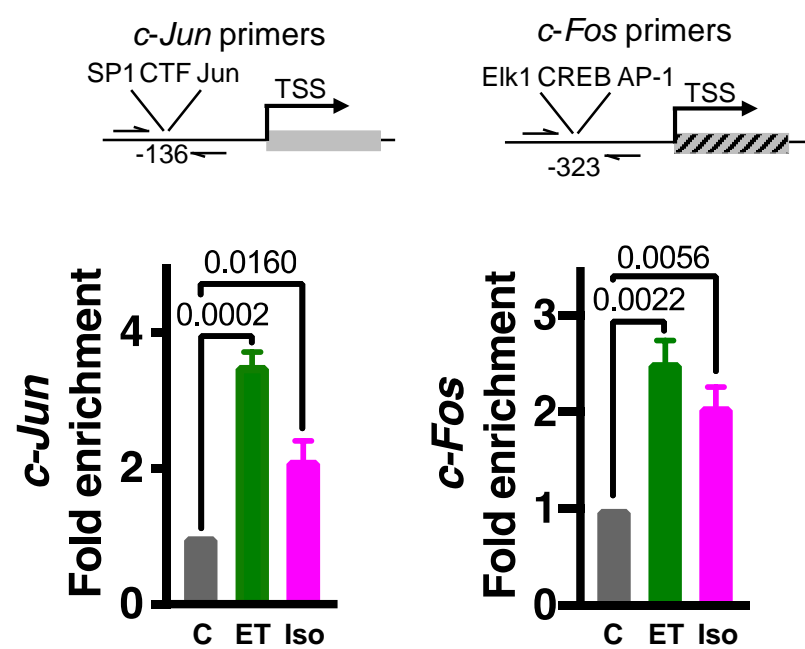 c-Jun primers
SP1 CTF Jun
TSS
-136
c-Fos primers
Elk1 CREB AP-1
TSS
-323
c-Jun
Fold enrichment
4
2
0
0.0160
0.0002
C ET Iso
c-Fos
Fold enrichment
3
2
1
0
0.0056
0.0022
C ET Iso